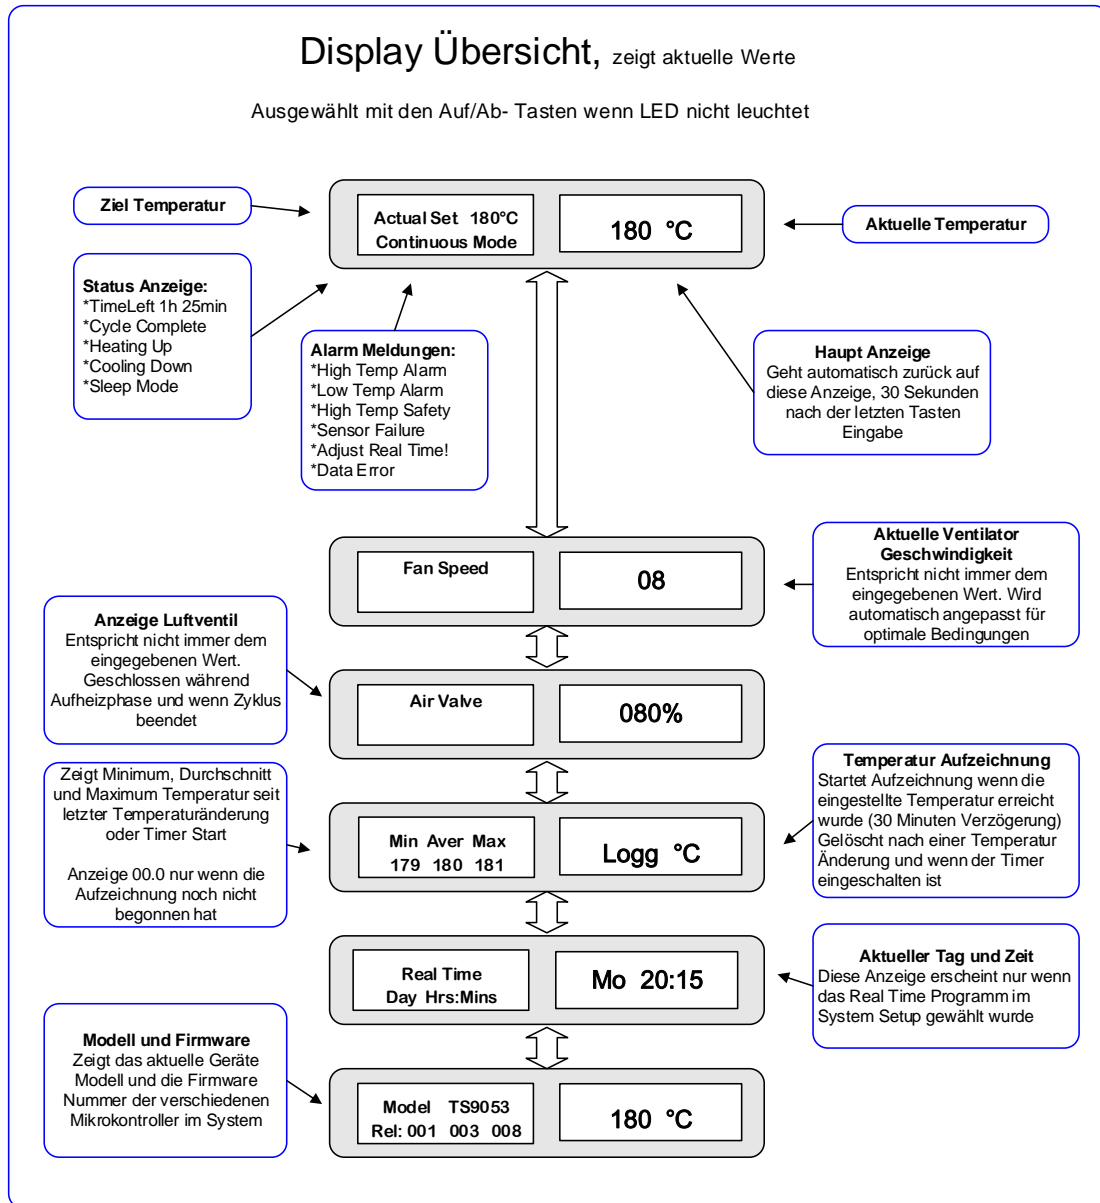 Display Übersicht, zeigt aktuelle Werte
Ausgewählt mit den Auf/Ab- Tasten wenn LED nicht leuchtet
Ziel Temperatur
Actual Set 180°C
Continuous Mode
180 °C
Aktuelle Temperatur
Status Anzeige:
*TimeLeft 1h 25min
*Cycle Complete
*Heating Up
*Cooling Down
*Sleep Mode
Alarm Meldungen:
*High Temp Alarm
*Low Temp Alarm
*High Temp Safety
*Sensor Failure
*Adjust Real Time!
*Data Error
Haupt Anzeige
Geht automatisch zurück auf
diese Anzeige, 30 Sekunden
nach der letzten Tasten
Eingabe
Fan Speed
08
Aktuelle Ventilator
Geschwindigkeit
Entspricht nicht immer dem
eingegebenen Wert. Wird
automatisch angepasst für
optimale Bedingungen
Anzeige Luftventil
Entspricht nicht immer dem
eingegebenen Wert.
Geschlossen während
Aufheizphase und wenn Zyklus
beendet
Air Valve
080%
Zeigt Minimum, Durchschnitt
und Maximum Temperatur seit
letzter Temperaturänderung
oder Timer Start
Anzeige 00.0 nur wenn die
Aufzeichnung noch nicht
begonnen hat
Min Aver Max
179 180 181
Logg °C
Temperatur Aufzeichnung
Startet Aufzeichnung wenn die
eingestellte Temperatur erreicht
wurde (30 Minuten Verzögerung)
Gelöscht nach einer Temperatur
Änderung und wenn der Timer
eingeschalten ist
Real Time
Day Hrs:Mins
Mo 20:15
Aktueller Tag und Zeit
Diese Anzeige erscheint nur wenn
das Real Time Programm im
System Setup gewählt wurde
Modell und Firmware
Zeigt das aktuelle Geräte
Modell und die Firmware
Nummer der verschiedenen
Mikrokontroller im System
Model TS9053
Rel: 001 003 008
180 °C